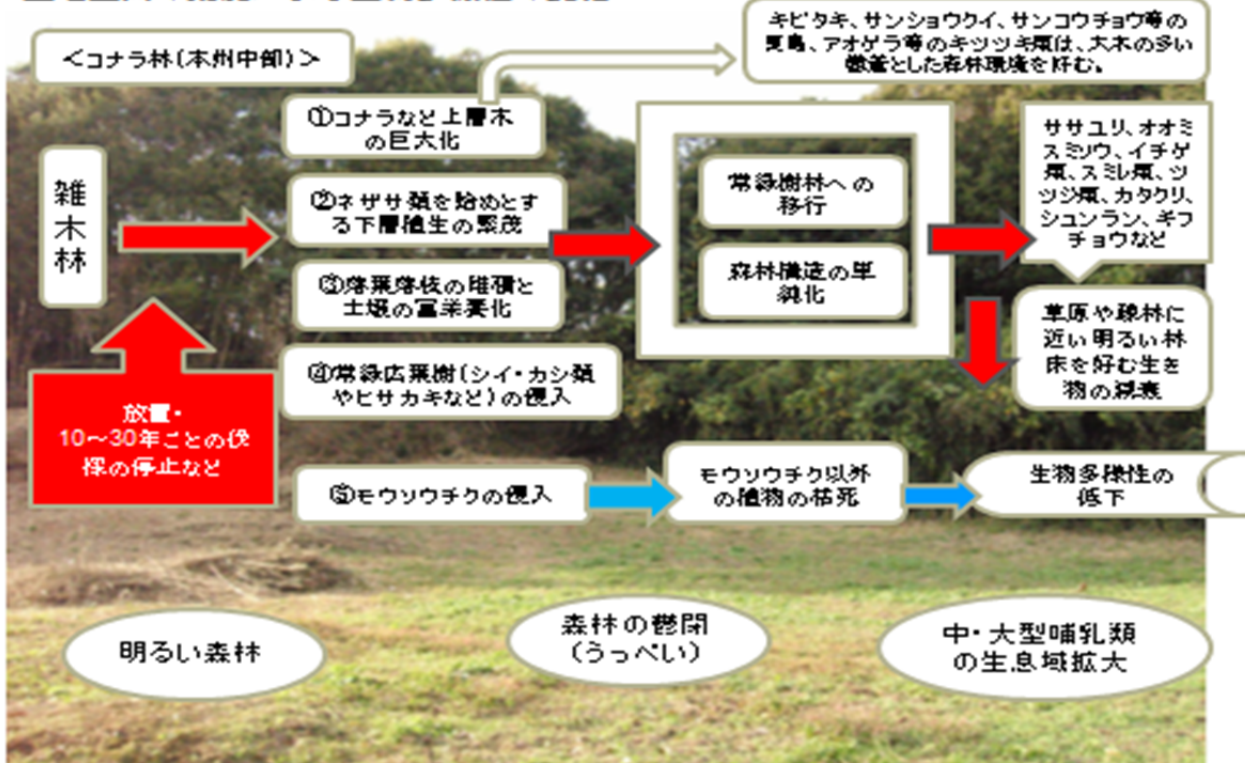 ＜コナラ林(本州中部)＞
キビタキ、サンショウクイ、サンコウチョウ等の
夏鳥、アオゲラ等のキツツキ類は、大木の多い
鬱蒼とした森林環境を好む。
①コナラなど上層木
の巨大化
雑
木
林
②ネザサ類を始めとす
る下層植生の繁茂
③落葉落枝の堆積と
土壌の富栄養化
④常緑広葉樹(シイ・カシ類
やヒサカキなど)の侵入
常緑樹林への
移行
森林構造の単
純化
ササユリ、オオミ
スミソウ、イチゲ
類、スミレ類、ツ
ツジ類、カタクリ、
シュンラン、ギフ
チョウなど
草原や疎林に
近い明るい林
床を好む生き
物の減衰
放置・
10～30年ごとの伐
採の停止など
⑤モウソウチクの侵入
モウソウチク以外
の植物の枯死
生物多様性の
低下
明るい森林
森林の鬱閉
(うっぺい)
中・大型哺乳類
の生息域拡大